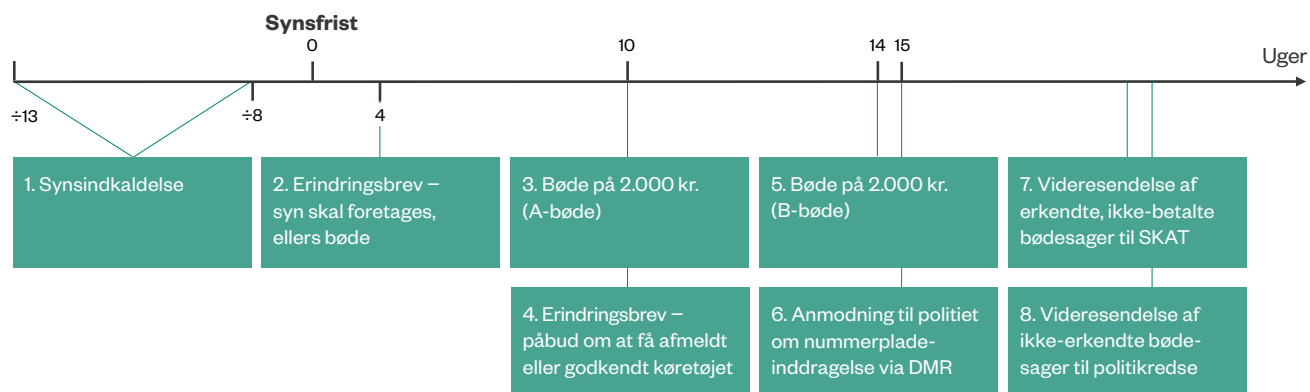 Synsfrist
0
10
14
15
Uger
÷13
÷8
4
1. Synsindkaldelse
2. Erindringsbrev –
syn skal foretages,
ellers bøde
3. Bøde på 2.000 kr.
(A-bøde)
5. Bøde på 2.000 kr.
(B-bøde)
7. Videresendelse af
erkendte, ikke-betalte
bødesager til SKAT
4. Erindringsbrev –
påbud om at få afmeldt
eller godkendt køretøjet
6. Anmodning til politiet
om nummerplade-
inddragelse via DMR
8. Videresendelse af
ikke-erkendte bøde-
sager til politikredse